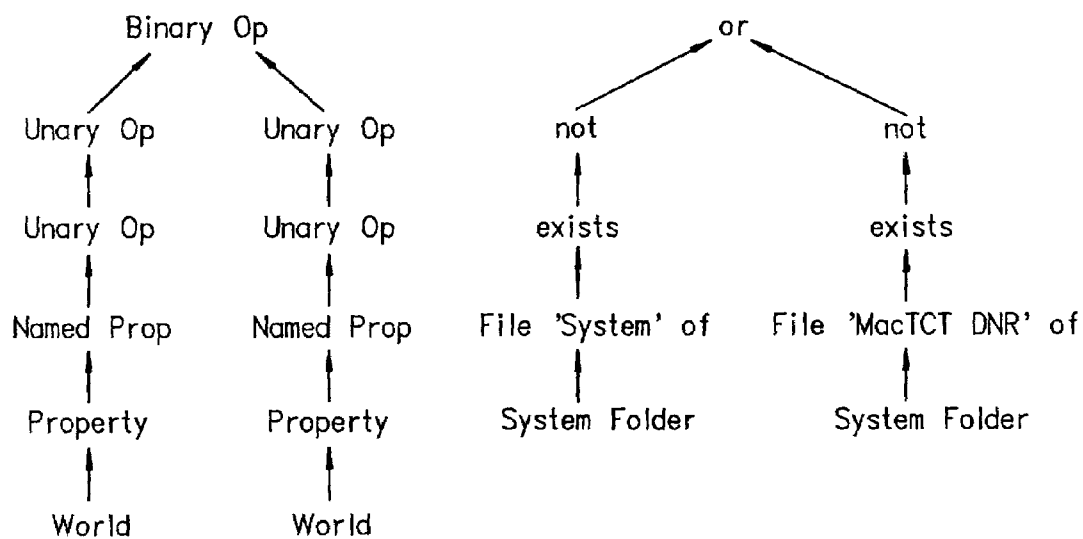 Binary Op or
Unary Op Unary Op not not
Unary Op Unary Op exists exists
Named Prop Named Prop File 'System' of File 'MacTCT DNR' of
Property Property System Folder System Folder
World World